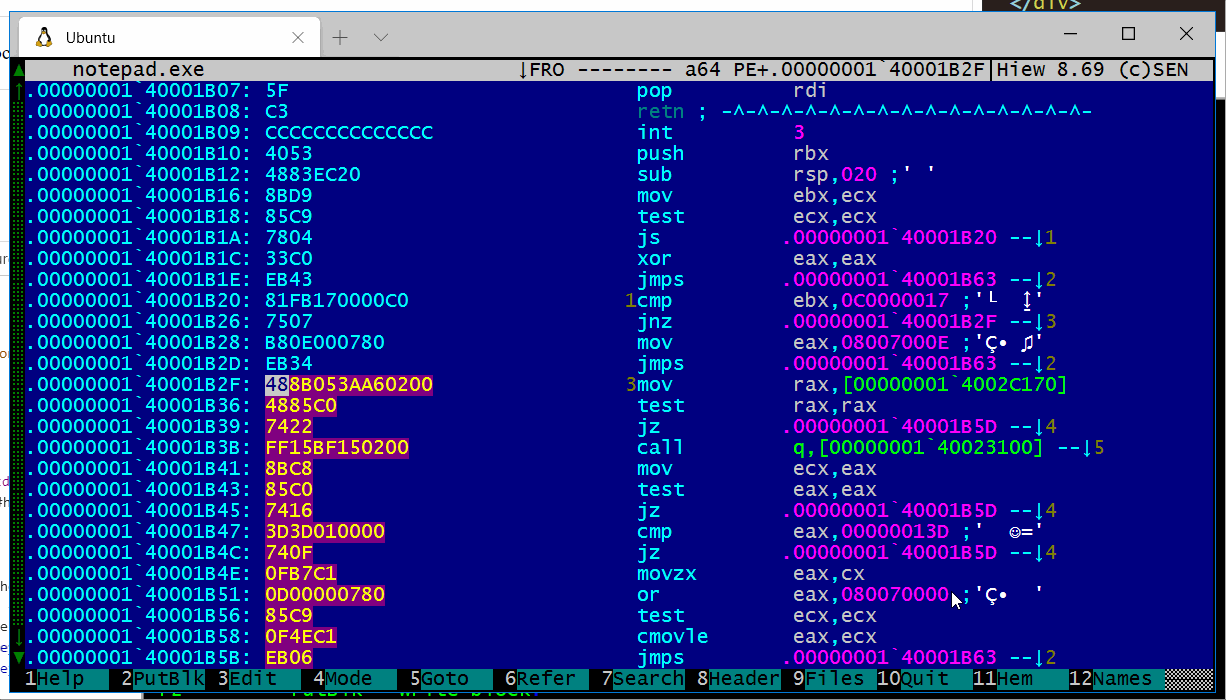 </div>
Ubuntu
notepad.exe ↓FRO -------- a64 PE+.00000001`40001B2F|Hiew 8.69 (c)SEN
.00000001`40001B07: 5F pop rdi
.00000001`40001B08: C3 retn ; -^-^-^-^-^-^-^-^-^-^-^-^-^-^-^-
.00000001`40001B09: CCCCCCCCCCCCCC int 3
.00000001`40001B10: 4053 push rbx
.00000001`40001B12: 4883EC20 sub rsp,020 ;' '
.00000001`40001B16: 8BD9 mov ebx,ecx
.00000001`40001B18: 85C9 test ecx,ecx
.00000001`40001B1A: 7804 js .00000001`40001B20 --↓1
.00000001`40001B1C: 33C0 xor eax,eax
.00000001`40001B1E: EB43 jmps .00000001`40001B63 --↓2
.00000001`40001B20: 81FB170000C0 1cmp ebx,0C0000017 ;'└ ↨'
.00000001`40001B26: 7507 jnz .00000001`40001B2F --↓3
.00000001`40001B28: B80E000780 mov eax,08007000E ;'Ç• ♫'
.00000001`40001B2D: EB34 jmps .00000001`40001B63 --↓2
.00000001`40001B2F: 488B053AA60200 3mov rax,[00000001`4002C170]
.00000001`40001B36: 4885C0 test rax,rax
.00000001`40001B39: 7422 jz .00000001`40001B5D --↓4
.00000001`40001B3B: FF15BF150200 call q,[00000001`40023100] --↓5
.00000001`40001B41: 8BC8 mov ecx,eax
.00000001`40001B43: 85C0 test eax,eax
.00000001`40001B45: 7416 jz .00000001`40001B5D --↓4
.00000001`40001B47: 3D3D010000 cmp eax,00000013D ;' ☺='
.00000001`40001B4C: 740F jz .00000001`40001B5D --↓4
.00000001`40001B4E: 0FB7C1 movzx eax,cx
.00000001`40001B51: 0D00000780 or eax,080070000 ;'Ç• '
.00000001`40001B56: 85C9 test ecx,ecx
.00000001`40001B58: 0F4EC1 cmovle eax,ecx
.00000001`40001B5B: EB06 jmps .00000001`40001B63 --↓2
1Help 2PutBlk 3Edit 4Mode 5Goto 6Refer 7Search 8Header 9Files 10Quit 11Hem 12Names